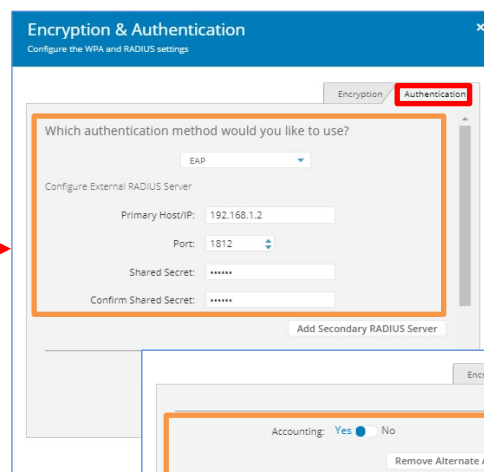 Encryption & Authentication
Configure the WPA and RADIUS settings
Encryption Authentication
Which authentication method would you like to use?
EAP
Configure External RADIUS Server
Primary Host/IP: 192.168.1.2
Port: 1812
Shared Secret: ••••••
Confirm Shared Secret: ••••••
Add Secondary RADIUS Server
Accounting: Yes No
Remove Alternate